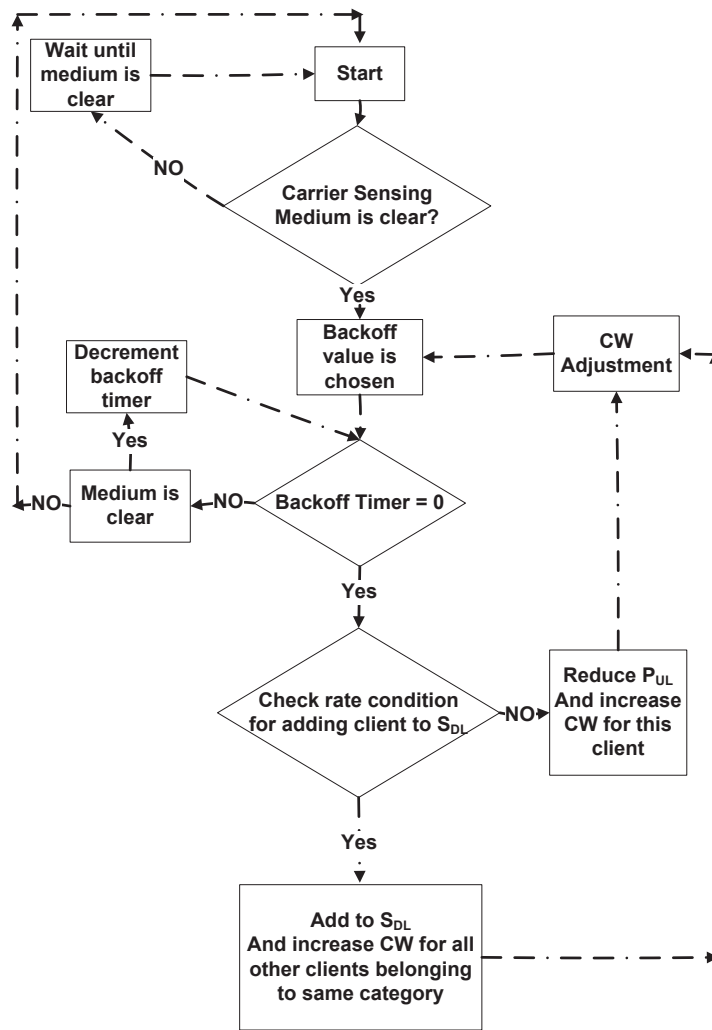 Wait until
medium is
clear
Start
NO
Carrier Sensing
Medium is clear?
Yes
Backoff
value is
chosen
CW
Adjustment
Decrement
backoff
timer
Yes
NO
Medium is
clear
NO
Backoff Timer = 0
Yes
Check rate condition
for adding client to SDL
NO
Reduce PUL
And increase
CW for this
client
Yes
Add to SDL
And increase CW for all
other clients belonging
to same category